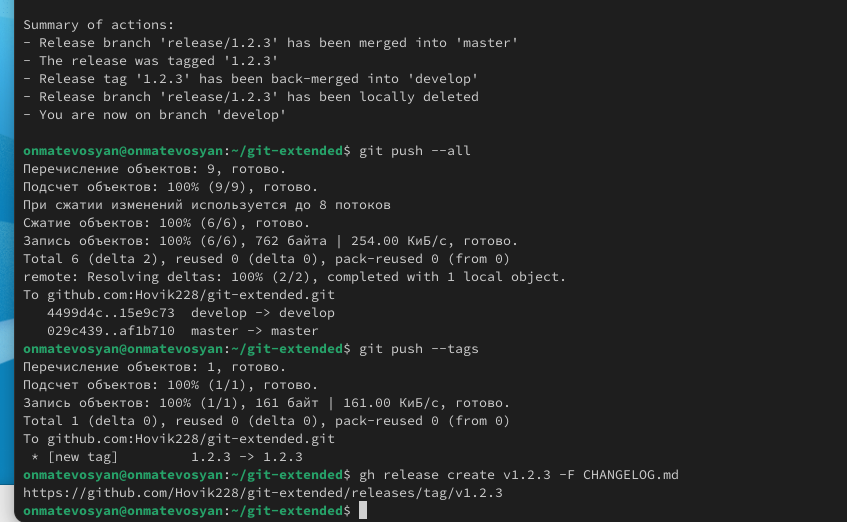 Summary of actions:
- Release branch 'release/1.2.3' has been merged into 'master'
- The release was tagged '1.2.3'
- Release tag '1.2.3' has been back-merged into 'develop'
- Release branch 'release/1.2.3' has been locally deleted
- You are now on branch 'develop'
onmatevosyan@onmatevosyan:~/git-extended$ git push --all
Перечисление объектов: 9, готово.
Подсчет объектов: 100% (9/9), готово.
При сжатии изменений используется до 8 потоков
Сжатие объектов: 100% (6/6), готово.
Запись объектов: 100% (6/6), 762 байта | 254.00 КиБ/с, готово.
Total 6 (delta 2), reused 0 (delta 0), pack-reused 0 (from 0)
remote: Resolving deltas: 100% (2/2), completed with 1 local object.
To github.com:Hovik228/git-extended.git
   4499d4c..15e9c73  develop -> develop
   029c439..af1b710  master -> master
onmatevosyan@onmatevosyan:~/git-extended$ git push --tags
Перечисление объектов: 1, готово.
Подсчет объектов: 100% (1/1), готово.
Запись объектов: 100% (1/1), 161 байт | 161.00 КиБ/с, готово.
Total 1 (delta 0), reused 0 (delta 0), pack-reused 0 (from 0)
To github.com:Hovik228/git-extended.git
 * [new tag]         1.2.3 -> 1.2.3
onmatevosyan@onmatevosyan:~/git-extended$ gh release create v1.2.3 -F CHANGELOG.md
https://github.com/Hovik228/git-extended/releases/tag/v1.2.3
onmatevosyan@onmatevosyan:~/git-extended$